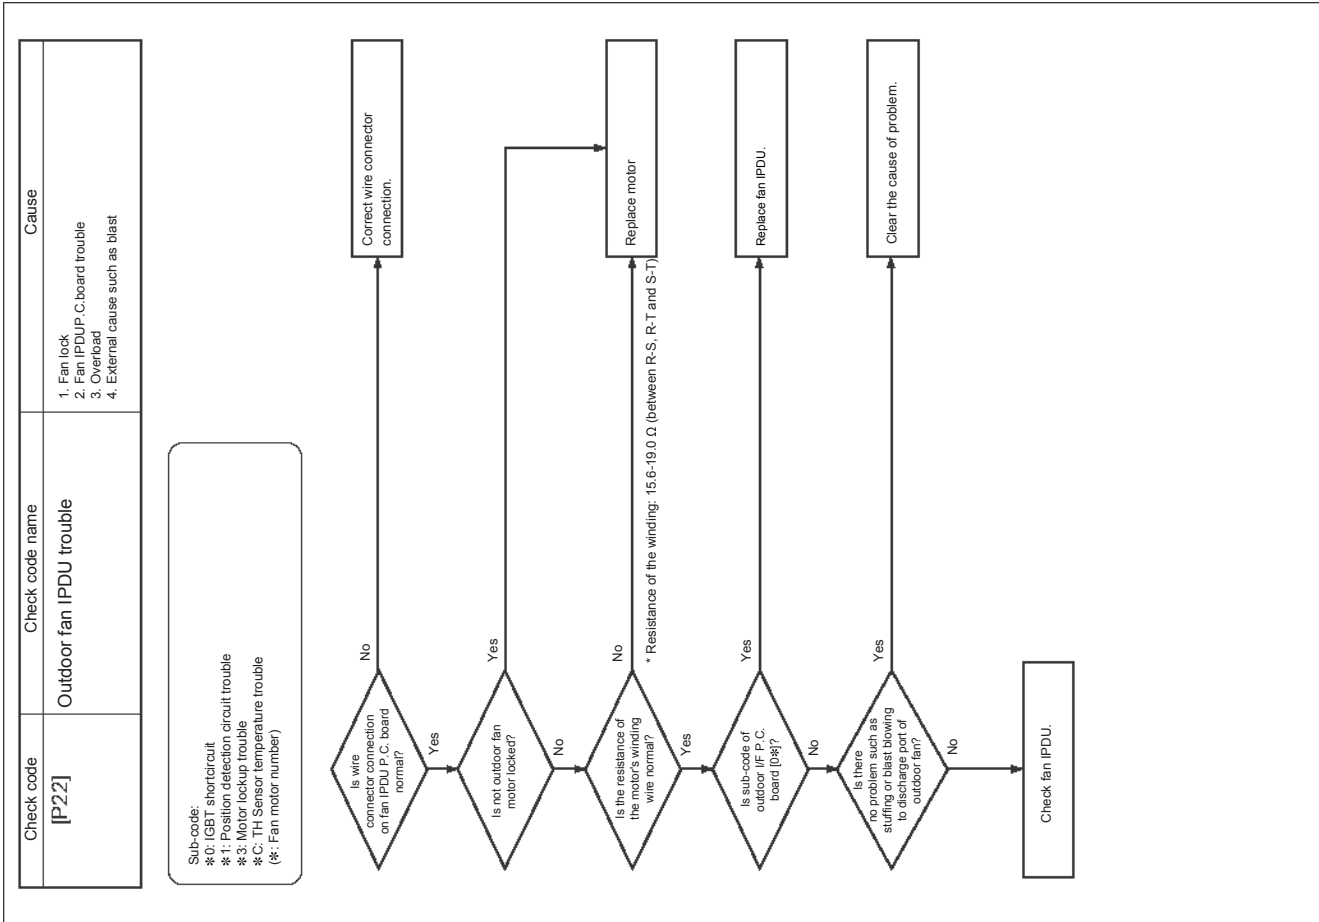 Check code
Check code name
Cause
[P22]
Outdoor fan IPDU trouble
1. Fan lock
2. Fan IPDUP.C.board trouble
3. Overload
4. External cause such as blast
Sub-code:
✻0: IGBT shortcircuit
✻1: Position detection circuit trouble
✻3: Motor lockup trouble
✻C: TH Sensor temperature trouble
(✻: Fan motor number)
Is wire
connector connection
on fan IPDU P.C. board
normal?
No
Correct wire connector
connection.
Yes
Is not outdoor fan
motor locked?
Yes
No
Is the resistance of
the motor's winding
wire normal?
No
Replace motor
* Resistance of the winding: 15.6-19.0 Ω (between R-S, R-T and S-T)
Yes
Is sub-code of
outdoor I/F P.C.
board [0✻]?
Yes
Replace fan IPDU.
No
Is there
no problem such as
stuffing or blast blowing
to discharge port of
outdoor fan?
Yes
Clear the cause of problem.
No
Check fan IPDU.